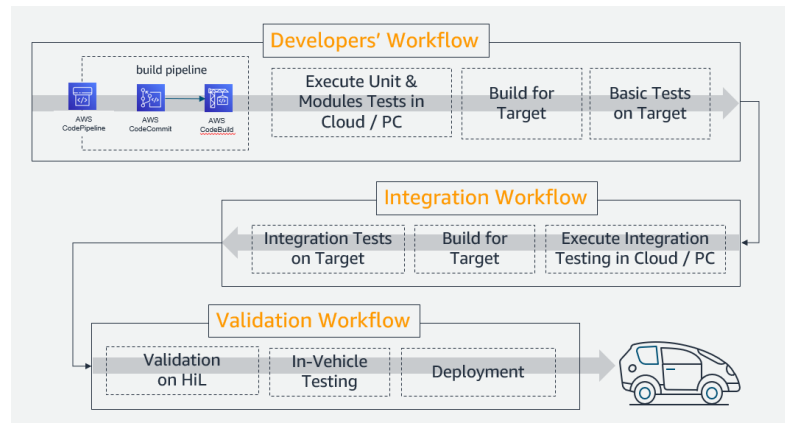 Developers' Workflow
build pipeline
AWS
CodePipeline
AWS
CodeCommit
AWS
CodeBuild
Execute Unit &
Modules Tests in
Cloud / PC
Build for
Target
Basic Tests
on Target
Integration Workflow
Integration Tests
on Target
Build for
Target
Execute Integration
Testing in Cloud / PC
Validation Workflow
Validation
on HiL
In-Vehicle
Testing
Deployment